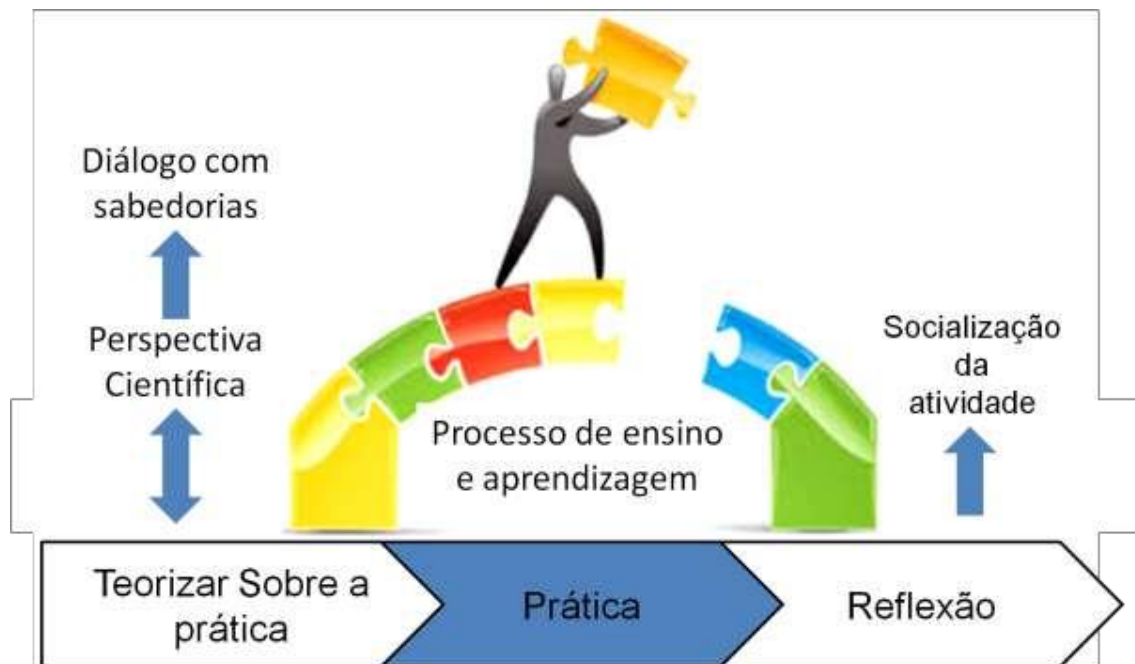 Diálogo com
sabedorias
Perspectiva
Científica
Processo de ensino
e aprendizagem
Socialização
da
atividade
Teorizar Sobre a
prática
Prática
Reflexão